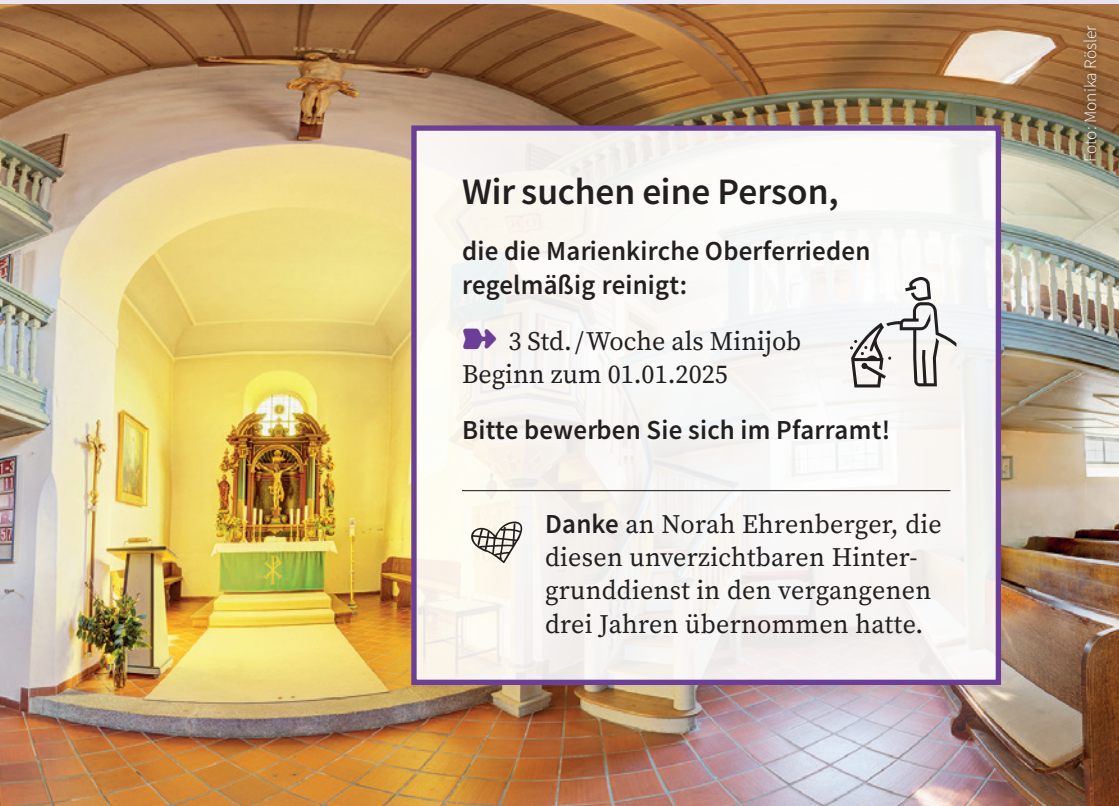 Foto: Monika Rösler
Wir suchen eine Person,
die die Marienkirche Oberferrieden
regelmäßig reinigt:
3 Std./Woche als Minijob
Beginn zum 01.01.2025
Bitte bewerben Sie sich im Pfarramt!
Danke an Norah Ehrenberger, die
diesen unverzichtbaren Hinter-
grunddienst in den vergangenen
drei Jahren übernommen hatte.